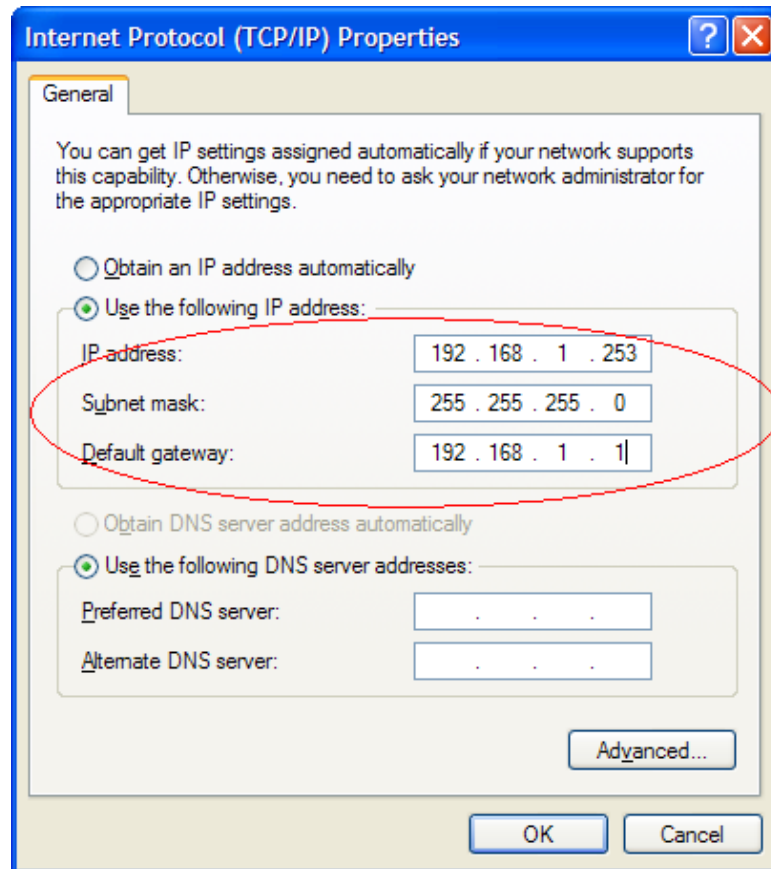 Internet Protocol (TCP/IP) Properties
General
You can get IP settings assigned automatically if your network supports
this capability. Otherwise, you need to ask your network administrator for
the appropriate IP settings.
Obtain an IP address automatically
Use the following IP address:
IP address: 192 . 168 . 1 . 253
Subnet mask: 255 . 255 . 255 . 0
Default gateway: 192 . 168 . 1 . 1
Obtain DNS server address automatically
Use the following DNS server addresses:
Preferred DNS server: . . .
Alternate DNS server: . . .
Advanced...
OK Cancel